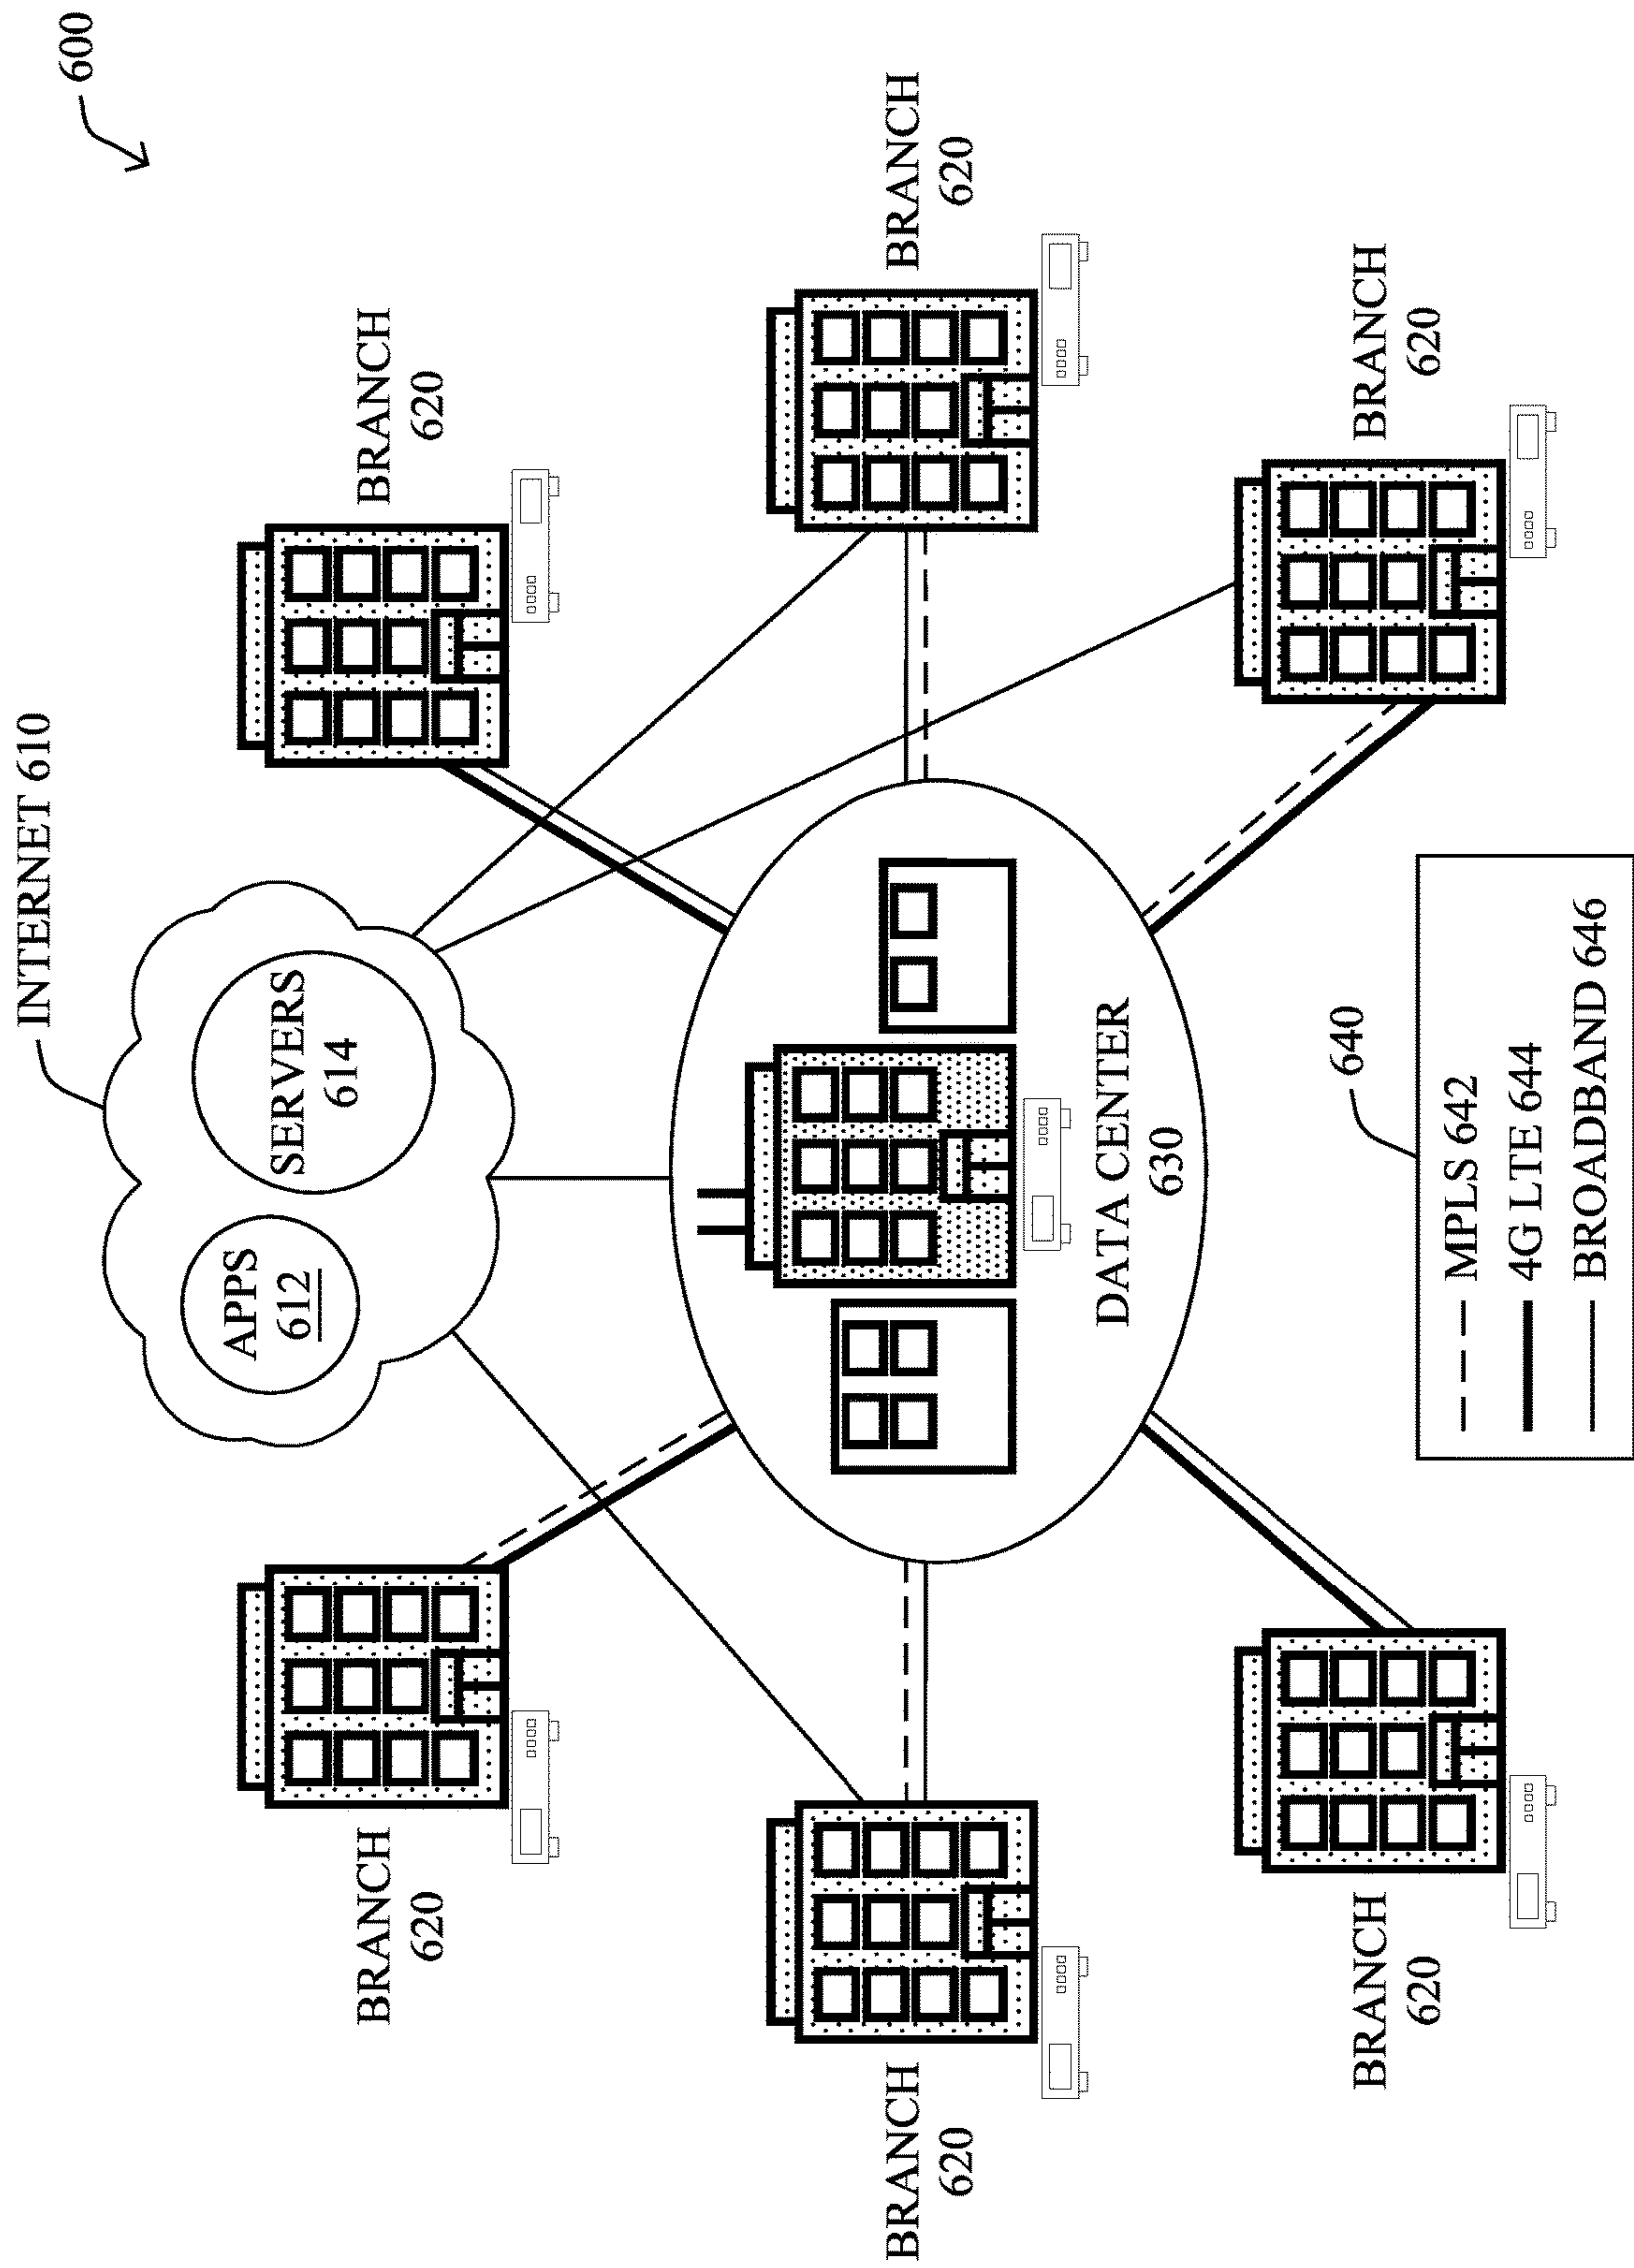 600
INTERNET 610
APPS
612
SERVERS
614
BRANCH
620
BRANCH
620
BRANCH
620
BRANCH
620
DATA CENTER
630
BRANCH
620
BRANCH
620
640
MPLS 642
4G LTE 644
BROADBAND 646